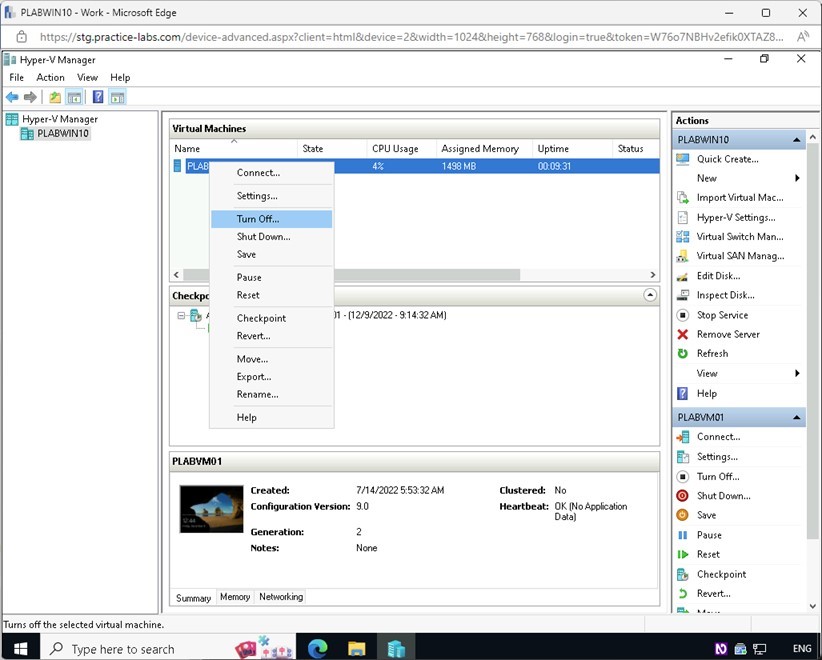 PLABWIN10 - Work - Microsoft Edge
https://stg.practice-labs.com/device-advanced.aspx?client=html&device=2&width=1024&height=768&login=true&token=W76o7NBHv2efik0XTAZ8...
Hyper-V Manager
File Action View Help
Hyper-V Manager
PLABWIN10
Virtual Machines
Name State CPU Usage Assigned Memory Uptime Status
PLAB 4% 1498 MB 00:09:31
Connect...
Settings...
Turn Off...
Shut Down...
Save
Pause
Reset
Checkpoint
Revert...
Move...
Export...
Rename...
Help
Checkpo
01 - (12/9/2022 - 9:14:32 AM)
PLABVM01
Created: 7/14/2022 5:53:32 AM
Configuration Version: 9.0
Generation: 2
Notes: None
Clustered: No
Heartbeat: OK (No Application
Data)
Summary Memory Networking
Actions
PLABWIN10
Quick Create...
New
Import Virtual Mac...
Hyper-V Settings...
Virtual Switch Man...
Virtual SAN Manag...
Edit Disk...
Inspect Disk...
Stop Service
Remove Server
Refresh
View
Help
PLABVM01
Connect...
Settings...
Turn Off...
Shut Down...
Save
Pause
Reset
Checkpoint
Revert...
Turns off the selected virtual machine.
Type here to search
ENG